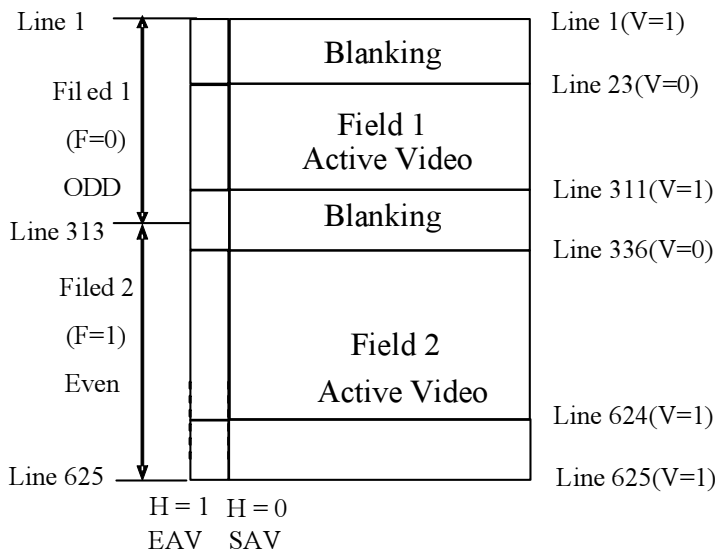 Line 1
Line 1(V=1)
Blanking
Line 23(V=0)
Filed 1
(F=0)
ODD
Field 1
Active Video
Line 311(V=1)
Line 313
Blanking
Line 336(V=0)
Filed 2
(F=1)
Even
Field 2
Active Video
Line 624(V=1)
Line 625
Line 625(V=1)
H = 1 H = 0
EAV SAV